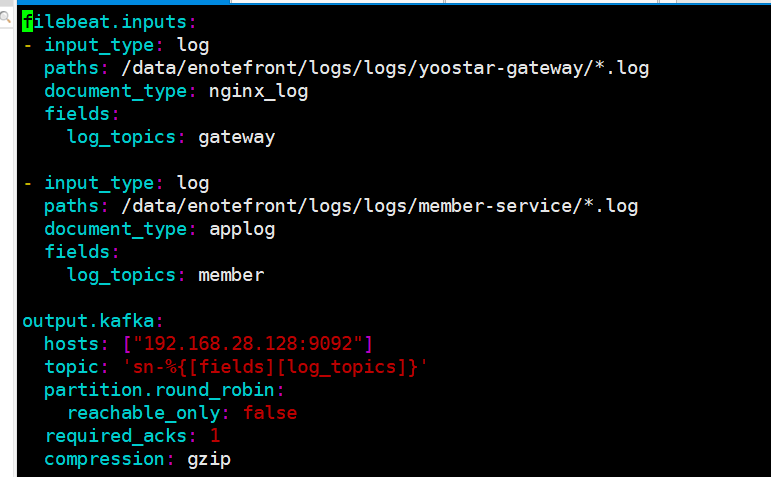 filebeat.inputs:
- input_type: log
  paths: /data/enotefront/logs/logs/yoostar-gateway/*.log
  document_type: nginx_log
  fields:
    log_topics: gateway

- input_type: log
  paths: /data/enotefront/logs/logs/member-service/*.log
  document_type: applog
  fields:
    log_topics: member

output.kafka:
  hosts: ["192.168.28.128:9092"]
  topic: 'sn-%{[fields][log_topics]}'
  partition.round_robin:
    reachable_only: false
  required_acks: 1
  compression: gzip